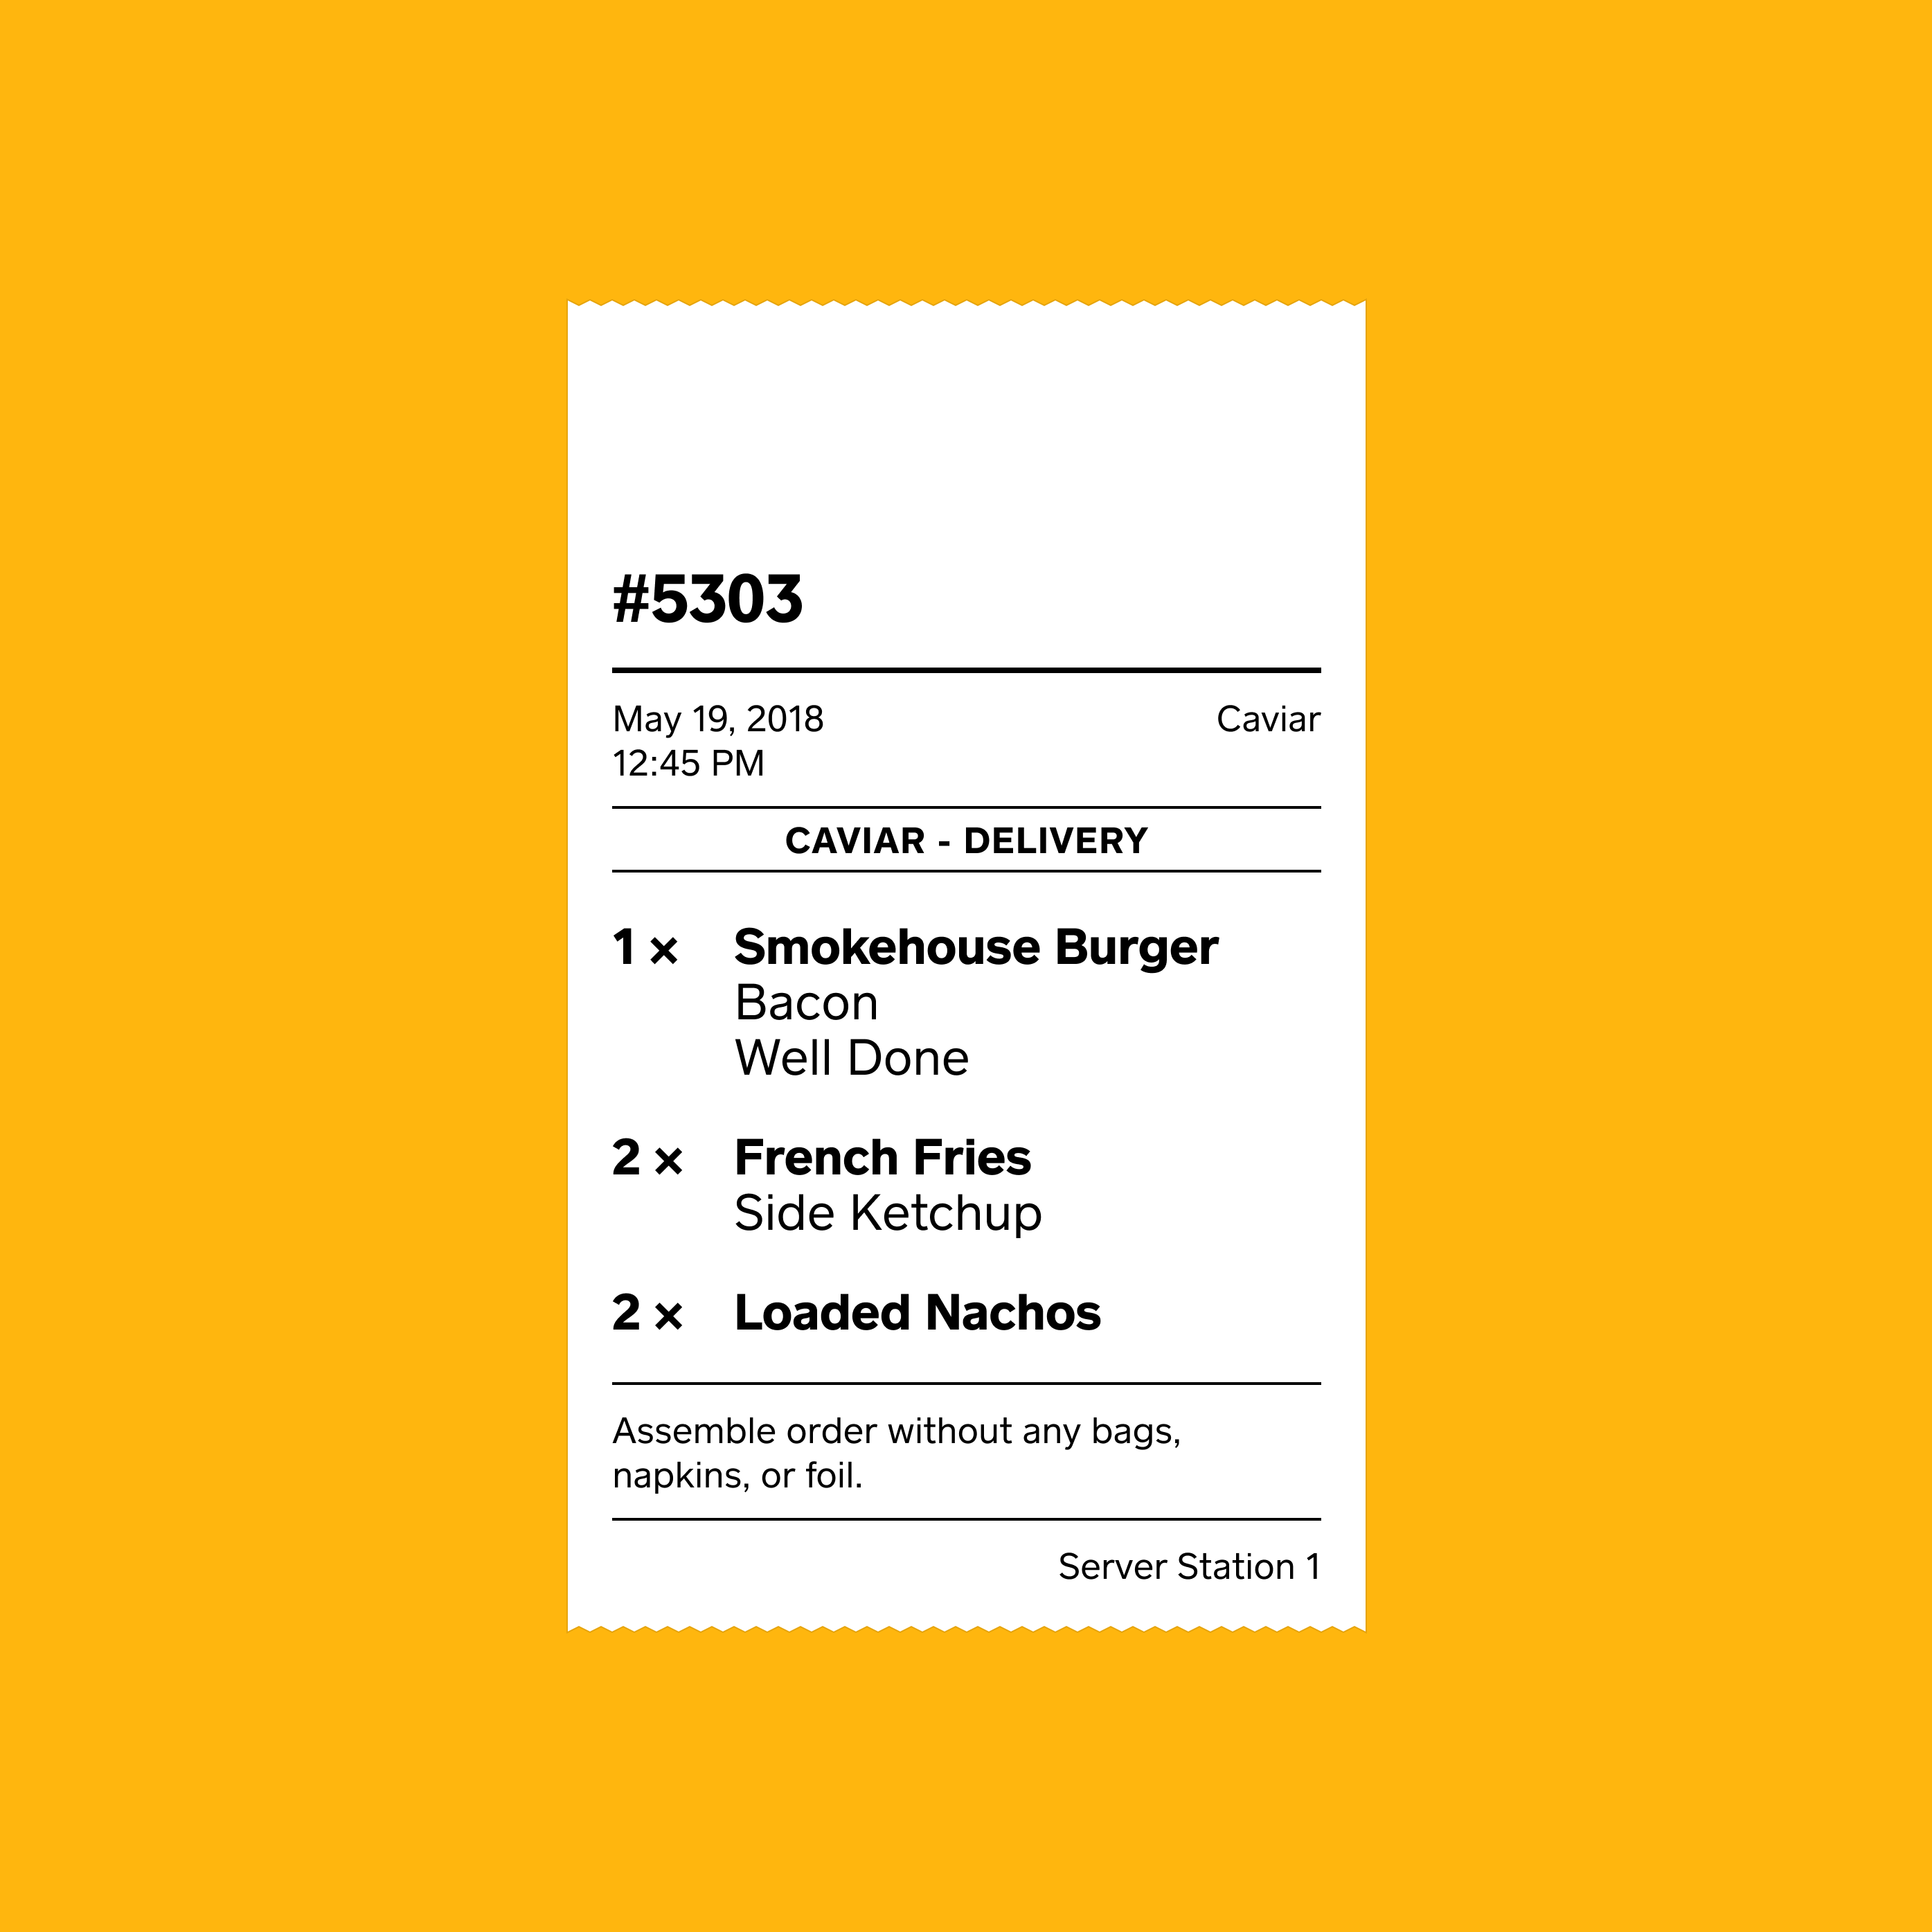 #5303
May 19, 2018 Caviar
12:45 PM
CAVIAR - DELIVERY
1 × Smokehouse Burger
Bacon
Well Done
2 × French Fries
Side Ketchup
2 × Loaded Nachos
Assemble order without any bags,
napkins, or foil.
Server Station 1